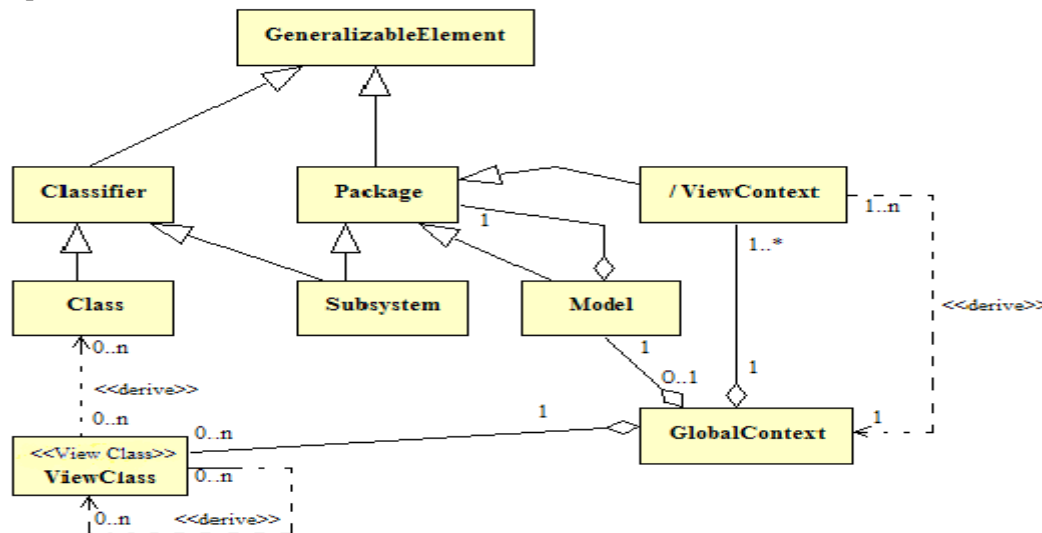 GeneralizableElement
Classifier
Package
/ ViewContext
1
1..n
1..*
Class
Subsystem
Model
<<derive>>
0..n
1
<<derive>>
0..1
1
0..n
1
GlobalContext
1
0..n
<<View Class>>
ViewClass
0..n
0..n
<<derive>>